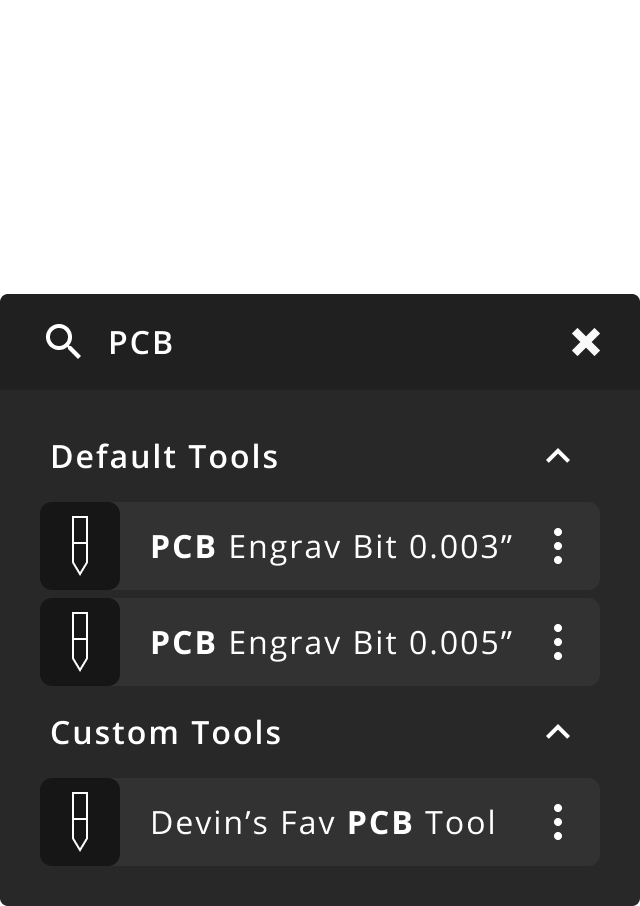 PCB
Default Tools
PCB Engrav Bit 0.003”
PCB Engrav Bit 0.005”
Custom Tools
Devin’s Fav PCB Tool